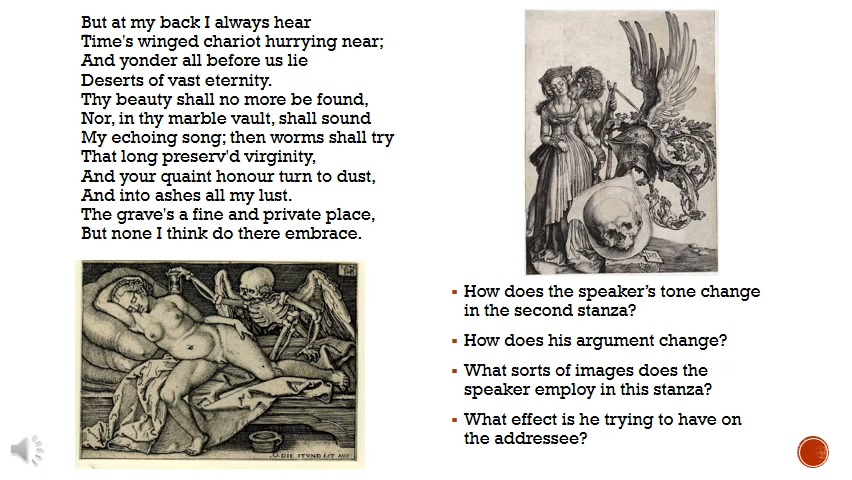 But at my back I always hear
Time's winged chariot hurrying near;
And yonder all before us lie
Deserts of vast eternity.
Thy beauty shall no more be found,
Nor, in thy marble vault, shall sound
My echoing song; then worms shall try
That long preserv'd virginity,
And your quaint honour turn to dust,
And into ashes all my lust.
The grave's a fine and private place,
But none I think do there embrace.
O DIE STVND IST AVS
▪ How does the speaker’s tone change
in the second stanza?
▪ How does his argument change?
▪ What sorts of images does the
speaker employ in this stanza?
▪ What effect is he trying to have on
the addressee?